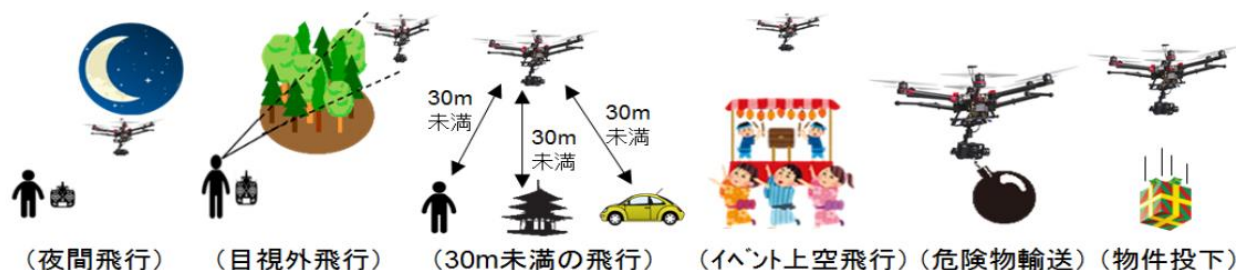 30m
未満
30m
未満
30m
未満
(夜間飛行)
(目視外飛行)
(30m未満の飛行)
(ｲﾍﾞﾝﾄ上空飛行)
(危険物輸送)
(物件投下)